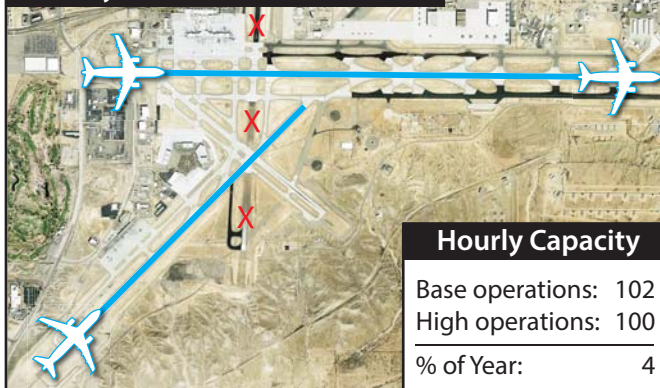 X
X
X
Hourly Capacity
Base operations: 102
High operations: 100
% of Year: 4